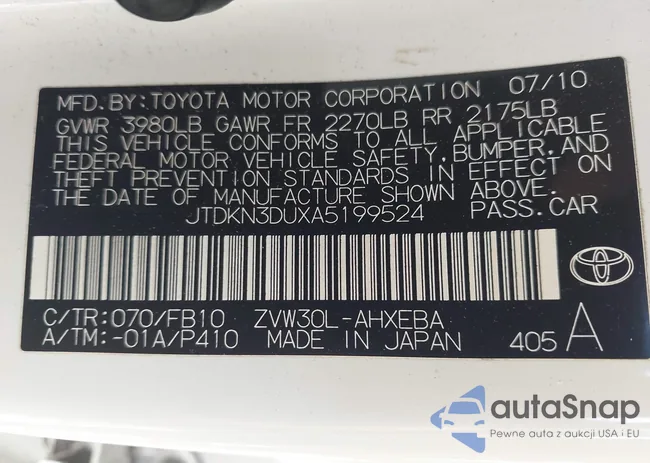 MFD.BY:TOYOTA MOTOR CORPORATION 07/10
GVWR 3980LB GAWR FR 2270LB RR 2175LB
THIS VEHICLE CONFORMS TO ALL APPLICABLE
FEDERAL MOTOR VEHICLE SAFETY,BUMPER,AND
THEFT PREVENTION STANDARDS IN EFFECT ON
THE DATE OF MANUFACTURE SHOWN ABOVE.
JTDKN3DUXA5199524 PASS.CAR
C/TR:070/FB10 ZVW30L-AHXEBA
A/TM:-01A/P410 MADE IN JAPAN 405 A
autaSnap
Pewne auta z aukcji USA i EU